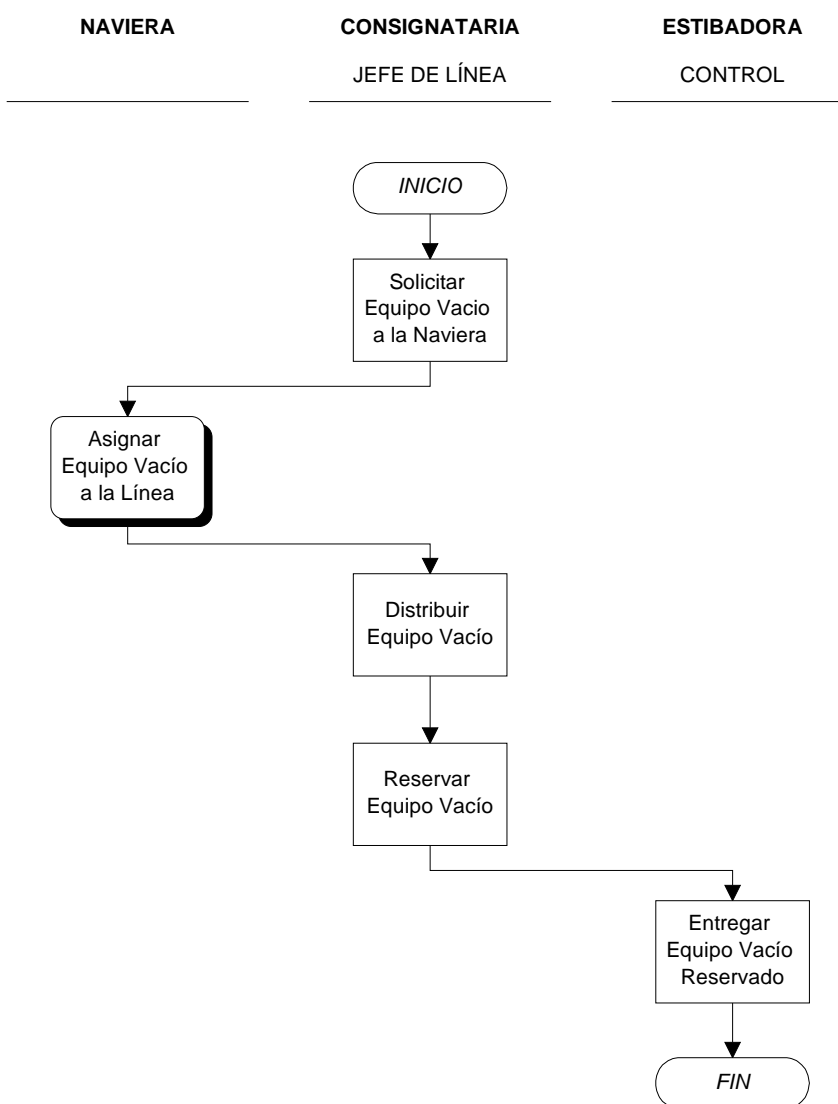 NAVIERA
CONSIGNATARIA
ESTIBADORA
JEFE DE LÍNEA
CONTROL
INICIO
Solicitar
Equipo Vacio
a la Naviera
Asignar
Equipo Vacío
a la Línea
Distribuir
Equipo Vacío
Reservar
Equipo Vacío
Entregar
Equipo Vacío
Reservado
FIN